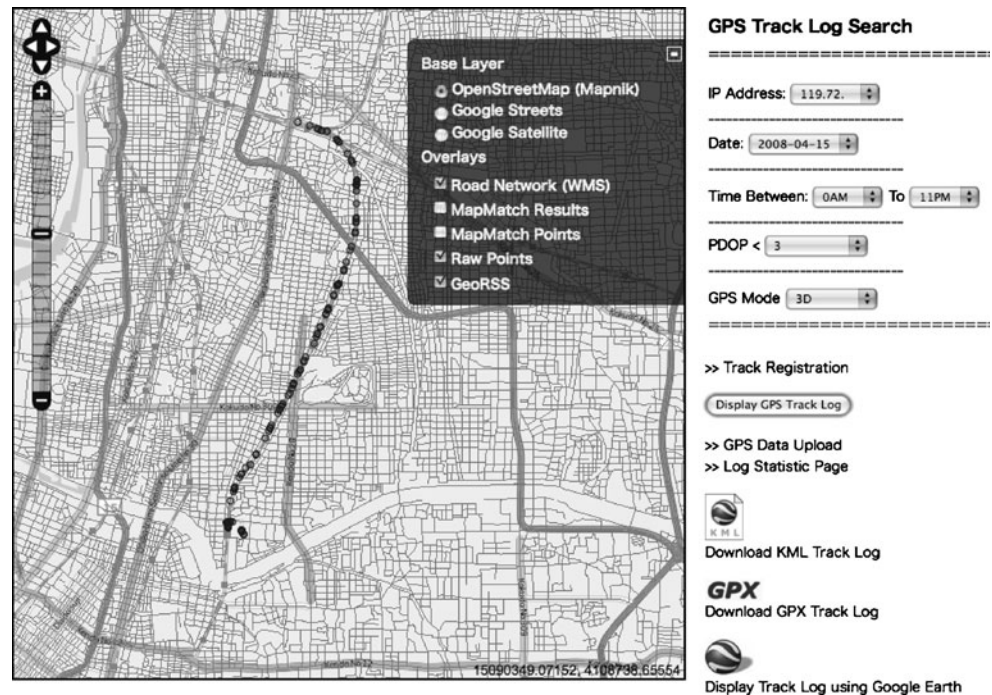 Base Layer
OpenStreetMap (Mapnik)
Google Streets
Google Satellite
Overlays
Road Network (WMS)
MapMatch Results
MapMatch Points
Raw Points
GeoRSS
15090349.07152, 4108738.65554
GPS Track Log Search
IP Address: 119.72.
Date: 2008-04-15
Time Between: 0AM To 11PM
PDOP < 3
GPS Mode 3D
>> Track Registration
Display GPS Track Log
>> GPS Data Upload
>> Log Statistic Page
KML
Download KML Track Log
GPX
Download GPX Track Log
Display Track Log using Google Earth